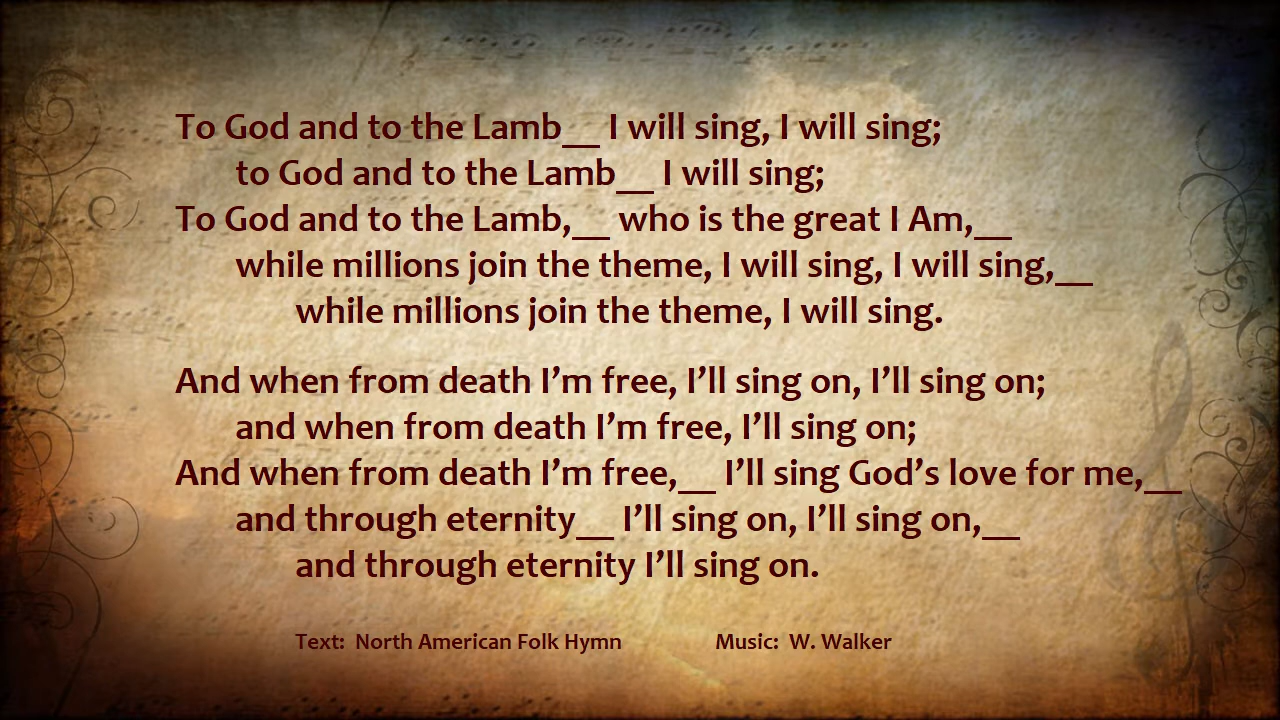 To God and to the Lamb__ I will sing, I will sing;
to God and to the Lamb__ I will sing;
To God and to the Lamb,__ who is the great I Am,__
while millions join the theme, I will sing, I will sing,__
while millions join the theme, I will sing.
And when from death I’m free, I’ll sing on, I’ll sing on;
and when from death I’m free, I’ll sing on;
And when from death I’m free,__ I’ll sing God’s love for me,__
and through eternity__ I’ll sing on, I’ll sing on,__
and through eternity I’ll sing on.
Text:  North American Folk Hymn Music:  W. Walker